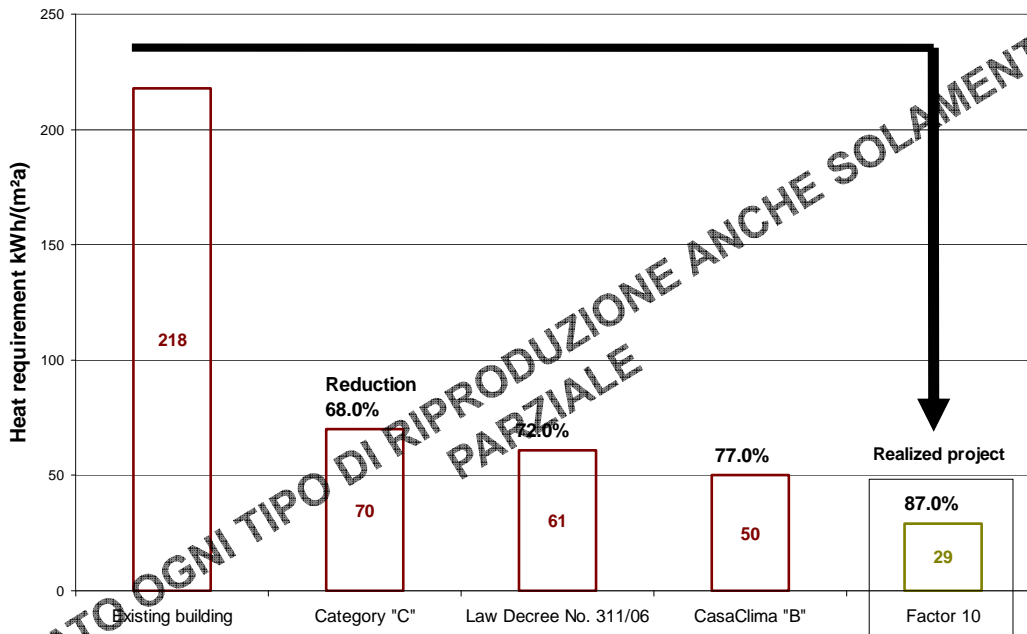 250
200
150
100
50
0
Heat requirement kWh/(m²a)
218
Reduction
68.0%
70
72.0%
61
77.0%
50
Realized project
87.0%
29
Existing building
Category "C"
Law Decree No. 311/06
CasaClima "B"
Factor 10
OGNI TIPO DI RIPRODUZIONE ANCHE
PARZIALE